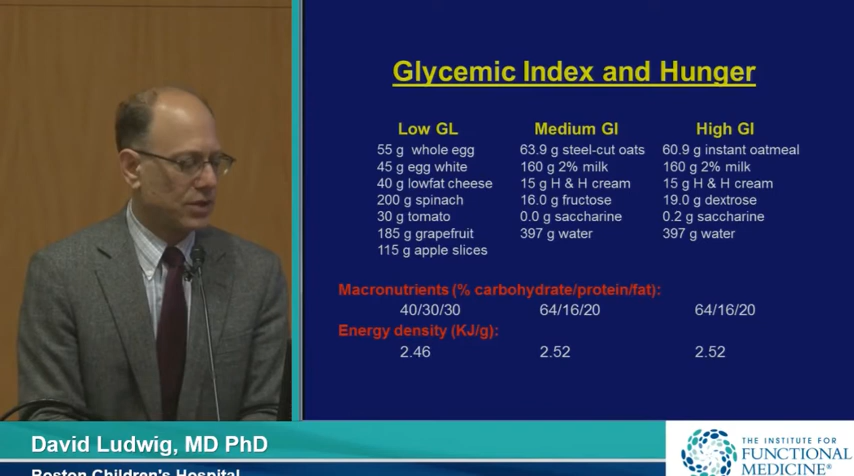 Glycemic Index and Hunger
Low GL Medium GI High GI
55 g whole egg 63.9 g steel-cut oats 60.9 g instant oatmeal
45 g egg white 160 g 2% milk 160 g 2% milk
40 g lowfat cheese 15 g H & H cream 15 g H & H cream
200 g spinach 16.0 g fructose 19.0 g dextrose
30 g tomato 0.0 g saccharine 0.2 g saccharine
185 g grapefruit 397 g water 397 g water
115 g apple slices
Macronutrients (% carbohydrate/protein/fat):
40/30/30 64/16/20 64/16/20
Energy density (KJ/g):
2.46 2.52 2.52
David Ludwig, MD PhD
Boston Children's Hospital
THE INSTITUTE FOR
FUNCTIONAL
MEDICINE®